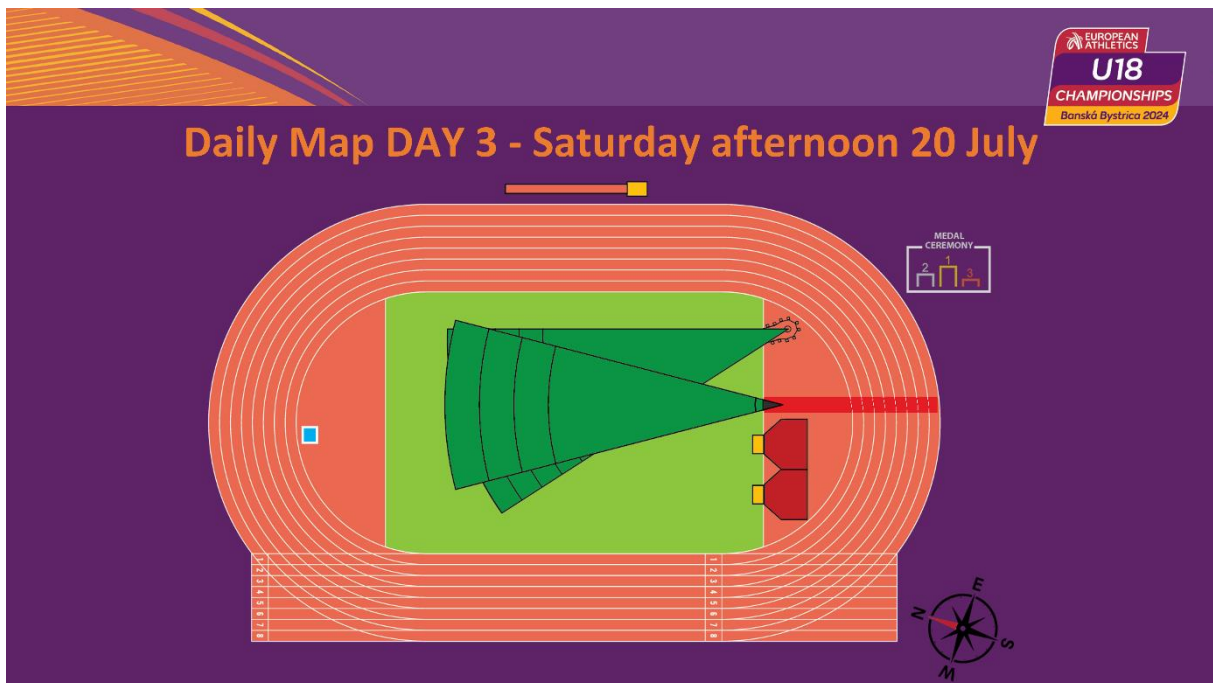 EUROPEAN
ATHLETICS
U18
CHAMPIONSHIPS
Banská Bystrica 2024
Daily Map DAY 3 - Saturday afternoon 20 July
MEDAL
CEREMONY
1
2
3
1 1
2 2
3 3
4 4
5 5
6 6
7 7
8 8
E
N
S
W